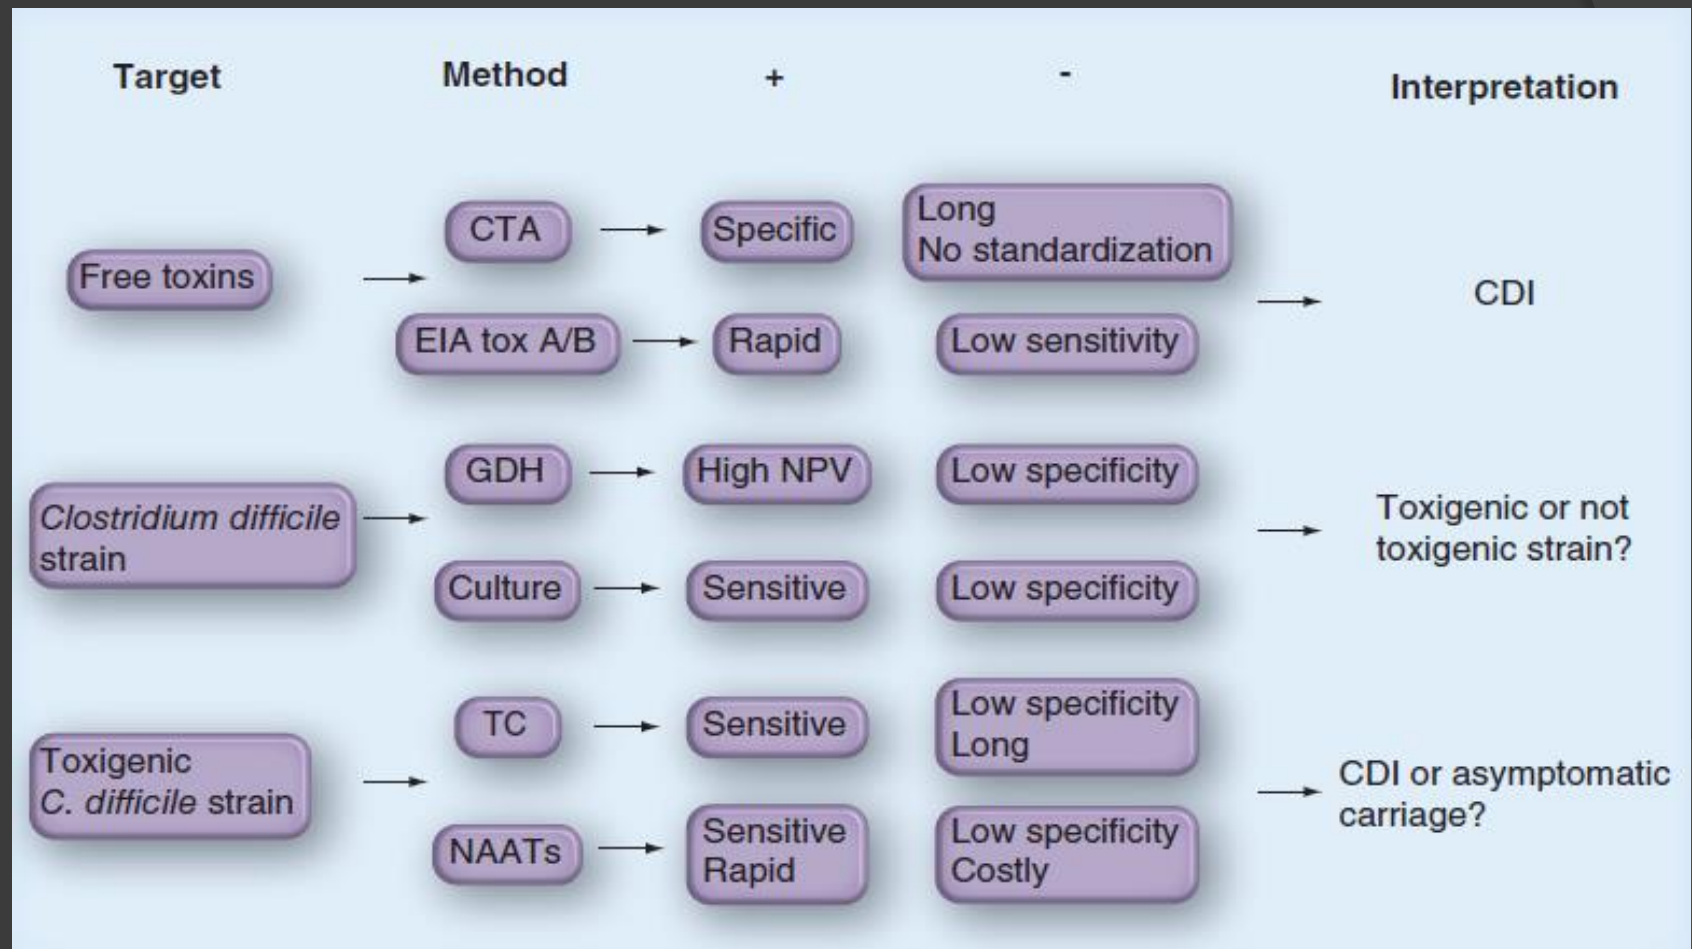 Target
Method
+
-
Interpretation
Free toxins
CTA
Specific
Long
No standardization
EIA tox A/B
Rapid
Low sensitivity
CDI
Clostridium difficile
strain
GDH
High NPV
Low specificity
Culture
Sensitive
Low specificity
Toxigenic or not
toxigenic strain?
Toxigenic
C. difficile strain
TC
Sensitive
Low specificity
Long
NAATs
Sensitive
Rapid
Low specificity
Costly
CDI or asymptomatic
carriage?